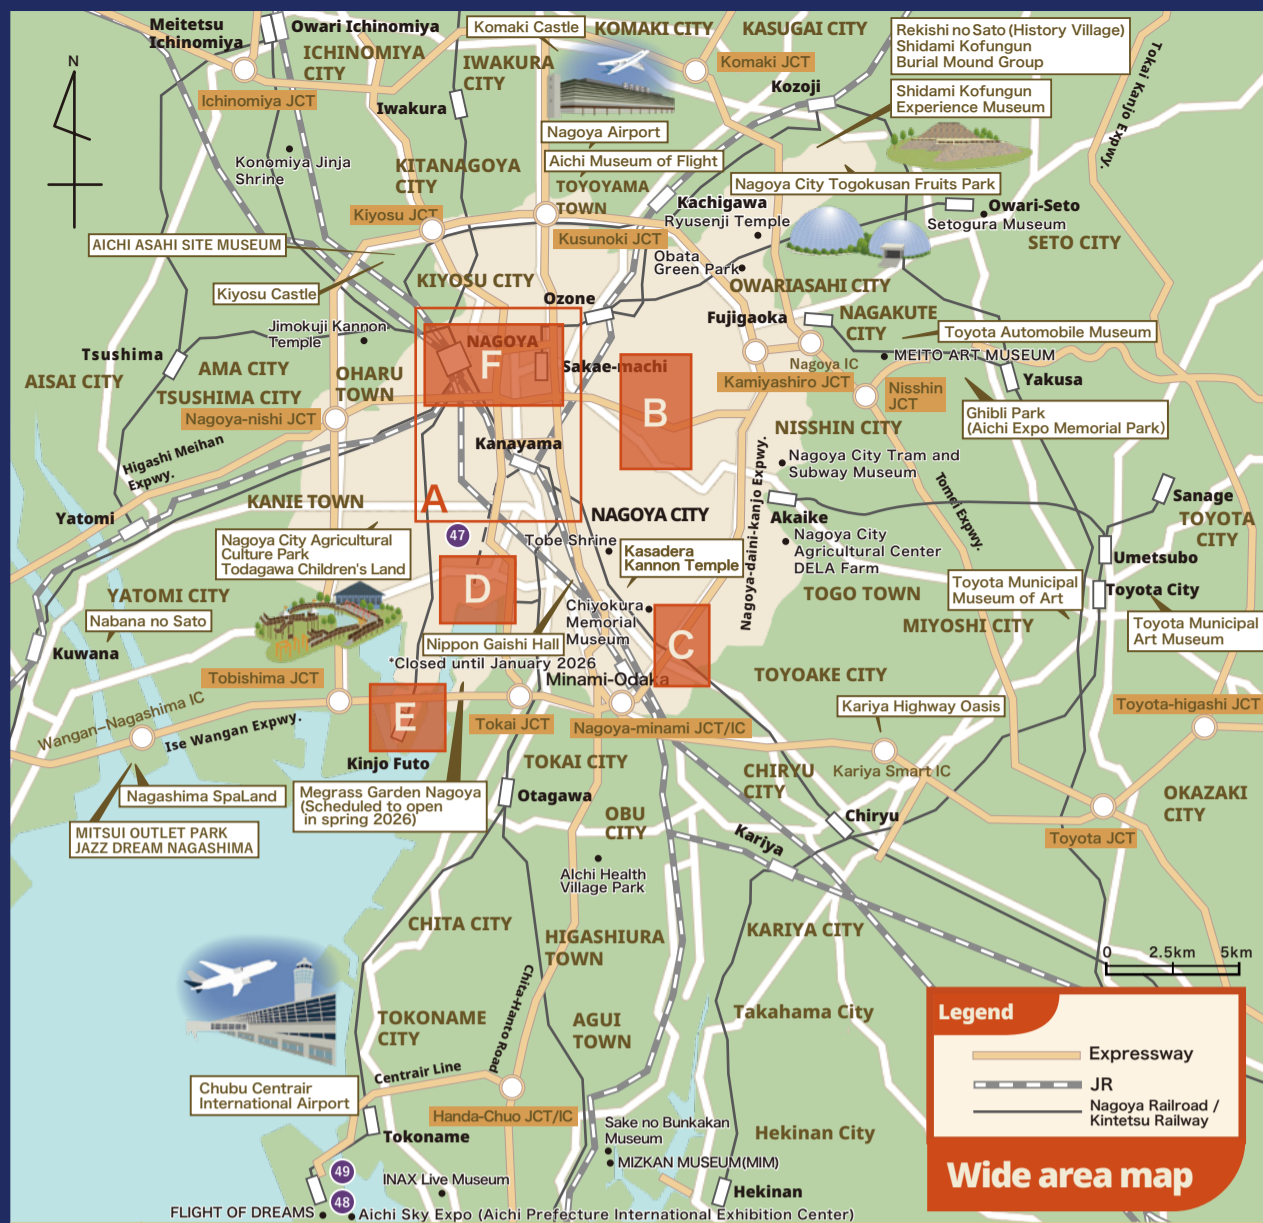 Meitetsu
Ichinomiya
Owari Ichinomiya
Komaki Castle
KOMAKI CITY
KASUGAI CITY
Rekishi no Sato (History Village)
Shidami Kofungun
Burial Mound Group
N
ICHINOMIYA
CITY
IWAKURA
CITY
Komaki JCT
Tokai Kanjo Expwy.
Ichinomiya JCT
Iwakura
Kozoji
Shidami Kofungun
Experience Museum
Nagoya Airport
Konomiya Jinja
Shrine
KITANAGOYA
CITY
Aichi Museum of Flight
TOYOYAMA
TOWN
Nagoya City Togokusan Fruits Park
Kachigawa
Ryusenji Temple
Owari-Seto
Setogura Museum
SETO CITY
Kiyosu JCT
Kusunoki JCT
AICHI ASAHI SITE MUSEUM
Obata
Green Park
KIYOSU CITY
OWARIASAHI CITY
Kiyosu Castle
Ozone
Fujigaoka
NAGAKUTE
CITY
Toyota Automobile Museum
Jimokuji Kannon
Temple
Tsushima
NAGOYA
F
Sakae-machi
MEITO ART MUSEUM
Nagoya IC
AISAI CITY
AMA CITY
OHARU
TOWN
TSUSHIMA CITY
Kamiyashiro JCT
Nisshin
JCT
Yakusa
Nagoya-nishi JCT
B
Ghibli Park
(Aichi Expo Memorial Park)
NISSHIN CITY
Higashi Meihan
Expwy.
Kanayama
Nagoya City Tram and
Subway Museum
Nagoya-daini-kanjo Expwy.
Tomei Expwy.
KANIE TOWN
A
Sanage
Yatomi
NAGOYA CITY
Akaike
TOYOTA
CITY
47
Nagoya City Agricultural
Culture Park
Todagawa Children's Land
Tobe Shrine
Kasadera
Kannon Temple
Nagoya City
Agricultural Center
DELA Farm
Umetsubo
YATOMI CITY
D
TOGO TOWN
Toyota Municipal
Museum of Art
Toyota City
Nabana no Sato
Chiyokura
Memorial
Museum
C
MIYOSHI CITY
Toyota Municipal
Art Museum
Kuwana
Nippon Gaishi Hall
*Closed until January 2026
Tobishima JCT
Minami-Odaka
TOYOAKE CITY
Wangan-Nagashima IC
Ise Wangan Expwy.
E
Tokai JCT
Nagoya-minami JCT/IC
Kariya Highway Oasis
Toyota-higashi JCT
Kinjo Futo
TOKAI CITY
CHIRYU
CITY
Kariya Smart IC
Nagashima SpaLand
Megrass Garden Nagoya
(Scheduled to open
in spring 2026)
Otagawa
OBU
CITY
Chiryu
OKAZAKI
CITY
MITSUI OUTLET PARK
JAZZ DREAM NAGASHIMA
Kariya
Toyota JCT
AIchi Health
Village Park
CHITA CITY
HIGASHIURA
TOWN
KARIYA CITY
0 2.5km 5km
Chita-Hanto Road
TOKONAME
CITY
AGUI
TOWN
Takahama City
Legend
Expressway
JR
Nagoya Railroad /
Kintetsu Railway
Wide area map
Centrair Line
Chubu Centrair
International Airport
Handa-Chuo JCT/IC
Tokoname
Sake no Bunkakan
Museum
MIZKAN MUSEUM(MIM)
Hekinan City
49
INAX Live Museum
48
Hekinan
FLIGHT OF DREAMS
Aichi Sky Expo (Aichi Prefecture International Exhibition Center)